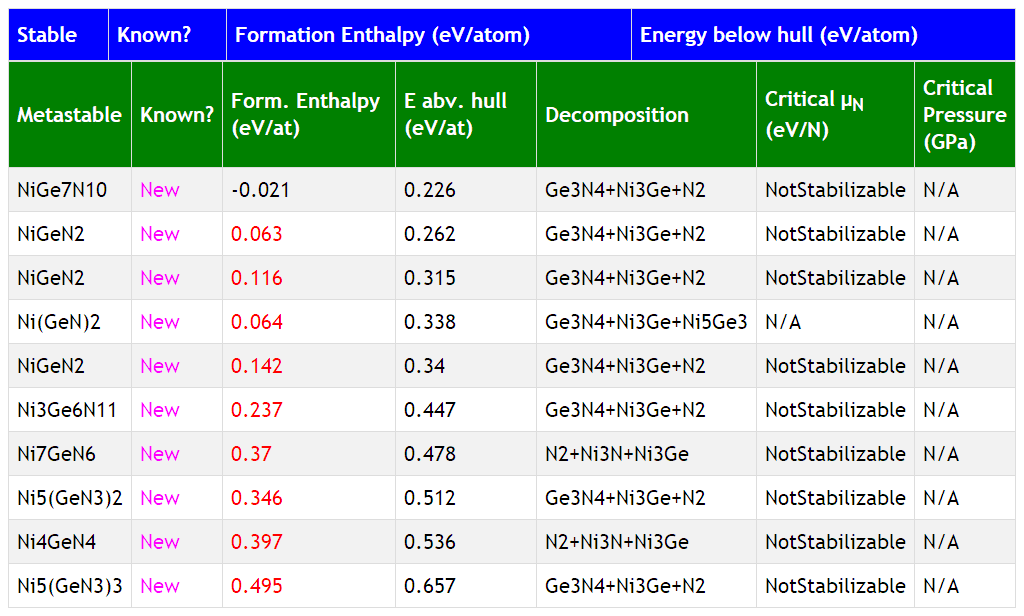 Stable Known? Formation Enthalpy (eV/atom) Energy below hull (eV/atom)
Metastable Known? Form. Enthalpy (eV/at) E abv. hull (eV/at) Decomposition Critical μN (eV/N) Critical Pressure (GPa)
NiGe7N10 New -0.021 0.226 Ge3N4+Ni3Ge+N2 NotStabilizable N/A
NiGeN2 New 0.063 0.262 Ge3N4+Ni3Ge+N2 NotStabilizable N/A
NiGeN2 New 0.116 0.315 Ge3N4+Ni3Ge+N2 NotStabilizable N/A
Ni(GeN)2 New 0.064 0.338 Ge3N4+Ni3Ge+Ni5Ge3 N/A N/A
NiGeN2 New 0.142 0.34 Ge3N4+Ni3Ge+N2 NotStabilizable N/A
Ni3Ge6N11 New 0.237 0.447 Ge3N4+Ni3Ge+N2 NotStabilizable N/A
Ni7GeN6 New 0.37 0.478 N2+Ni3N+Ni3Ge NotStabilizable N/A
Ni5(GeN3)2 New 0.346 0.512 Ge3N4+Ni3Ge+N2 NotStabilizable N/A
Ni4GeN4 New 0.397 0.536 N2+Ni3N+Ni3Ge NotStabilizable N/A
Ni5(GeN3)3 New 0.495 0.657 Ge3N4+Ni3Ge+N2 NotStabilizable N/A